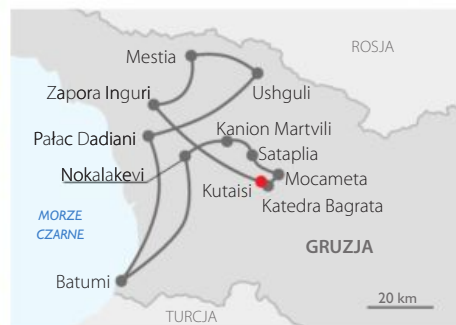 ROSJA
Mestia
Zapora Inguri
Ushguli
Pałac Dadiani
Kanion Martvili
Sataplia
Nokalakevi
Mocameta
Kutaisi
Katedra Bagrata
MORZE
CZARNE
GRUZJA
Batumi
20 km
TURCJA